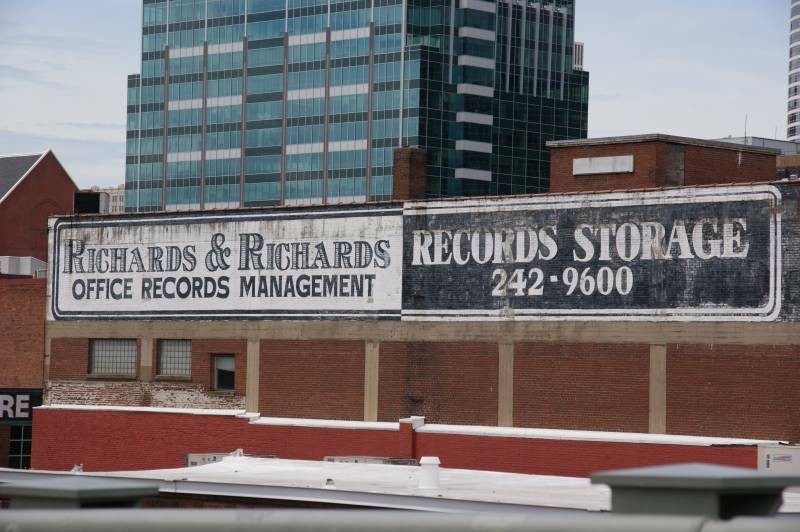 RICHARDS & RICHARDS
OFFICE RECORDS MANAGEMENT
RECORDS STORAGE
242-9600
RE